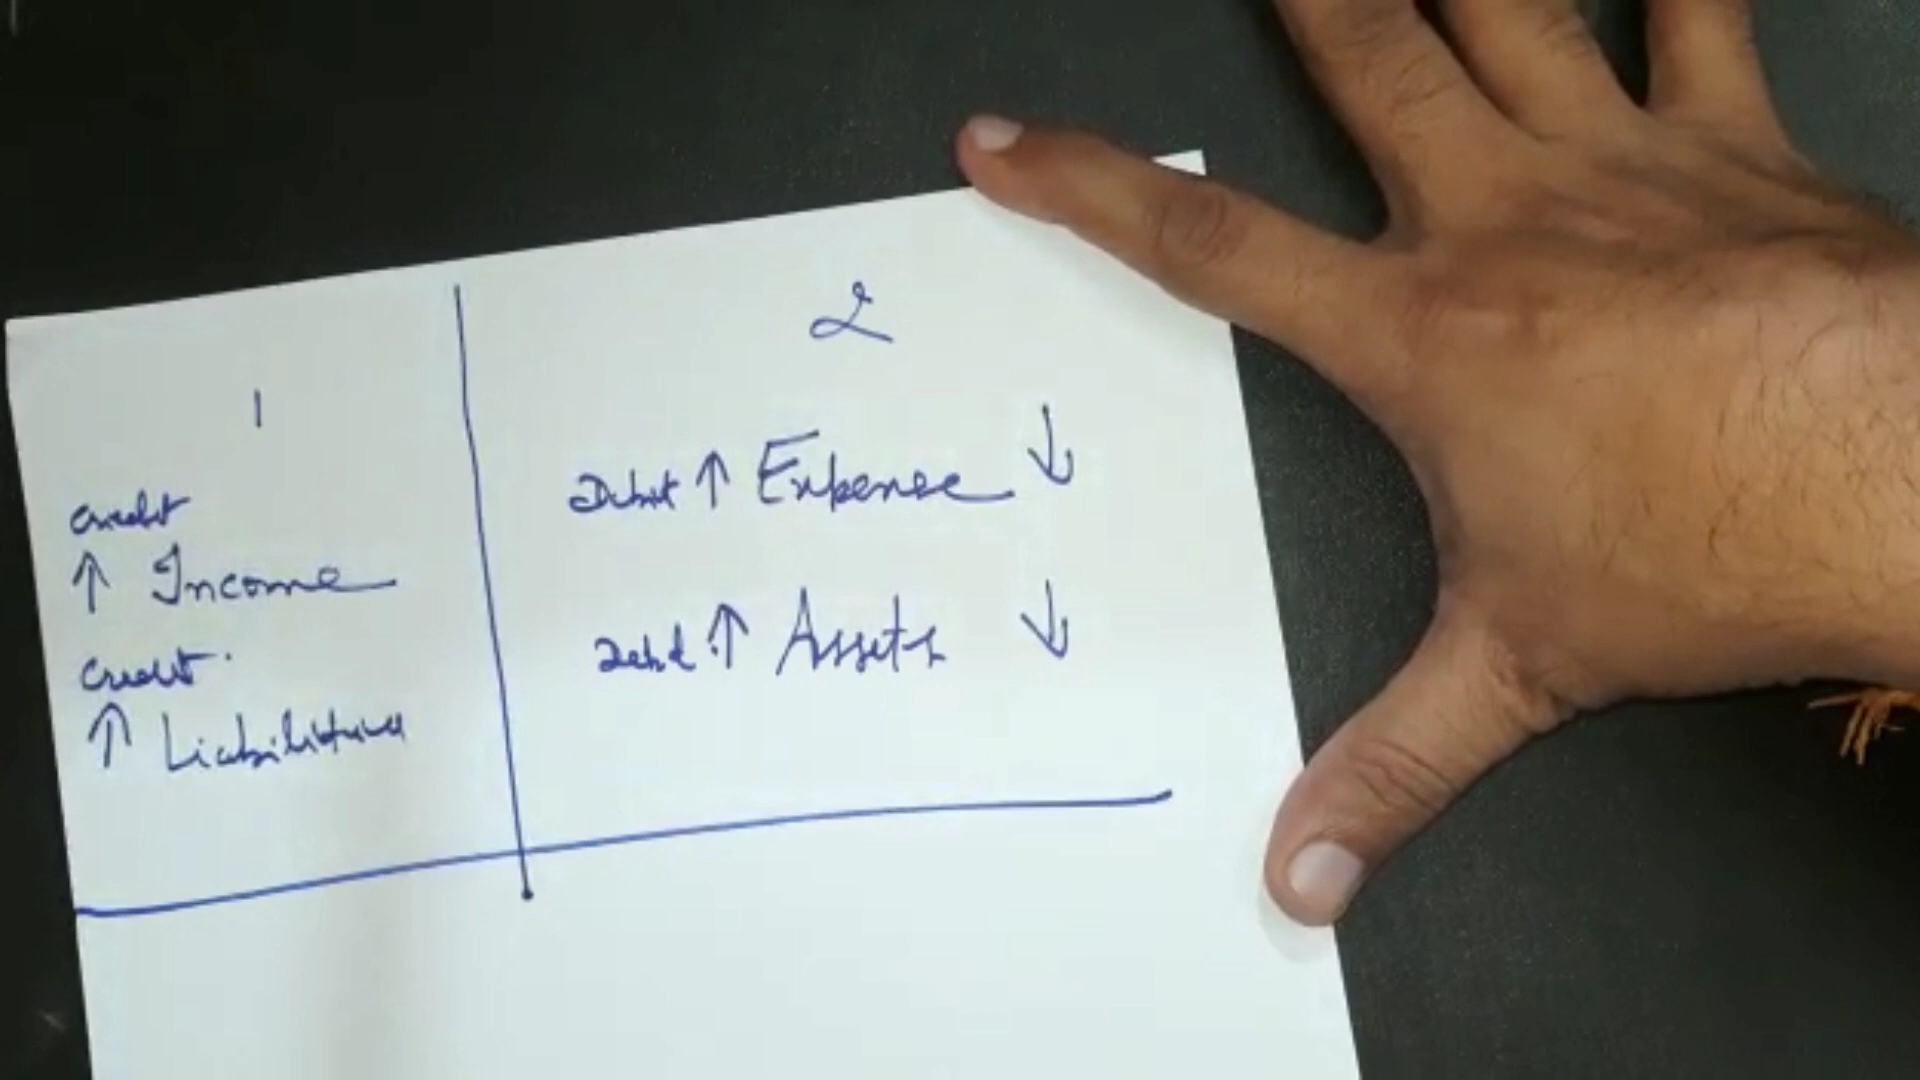 1
Credit
↑ Income
Credit
↑ Liabilities
2
Debit ↑ Expense ↓
Debit ↑ Assets ↓